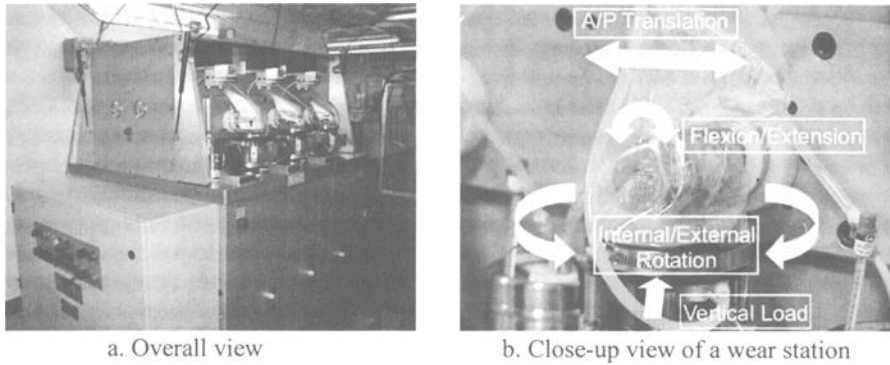 A/P Translation
Flexion/Extension
Internal/External
Rotation
Vertical Load
a. Overall view
b. Close-up view of a wear station